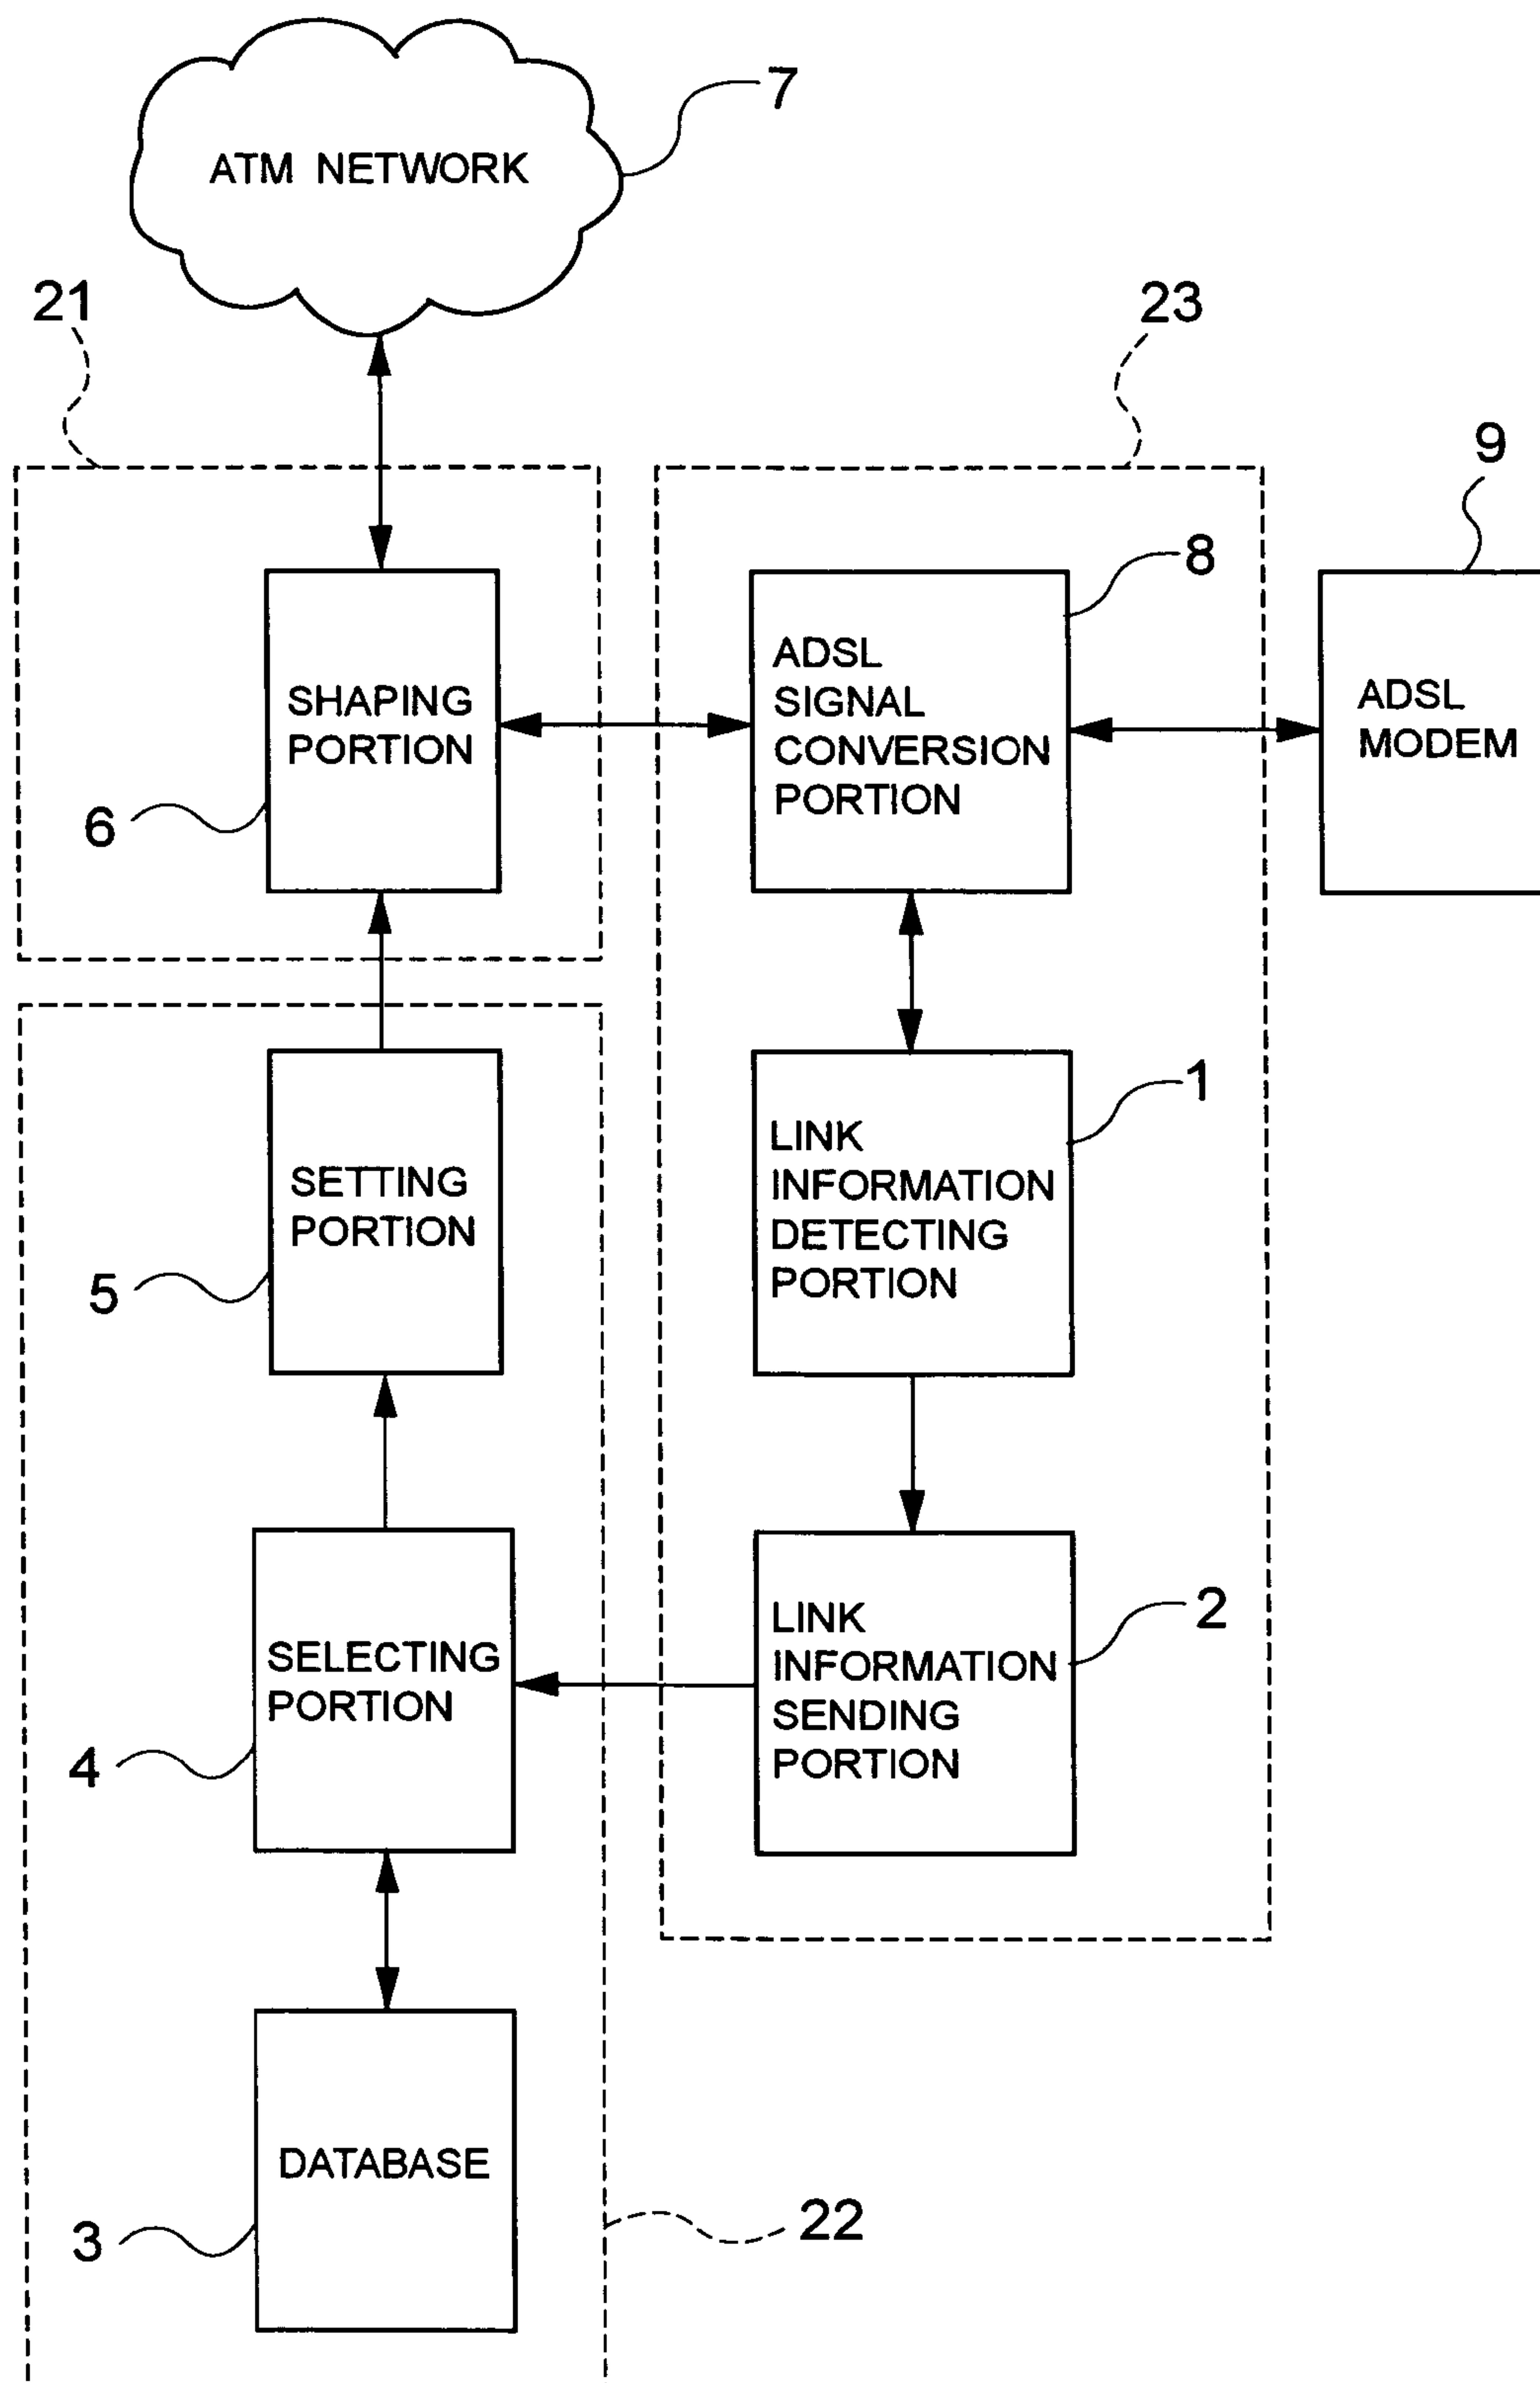 7
ATM NETWORK
21
23
9
8
SHAPING
PORTION
6
ADSL
SIGNAL
CONVERSION
PORTION
ADSL
MODEM
1
SETTING
PORTION
5
LINK
INFORMATION
DETECTING
PORTION
2
SELECTING
PORTION
4
LINK
INFORMATION
SENDING
PORTION
DATABASE
3
22